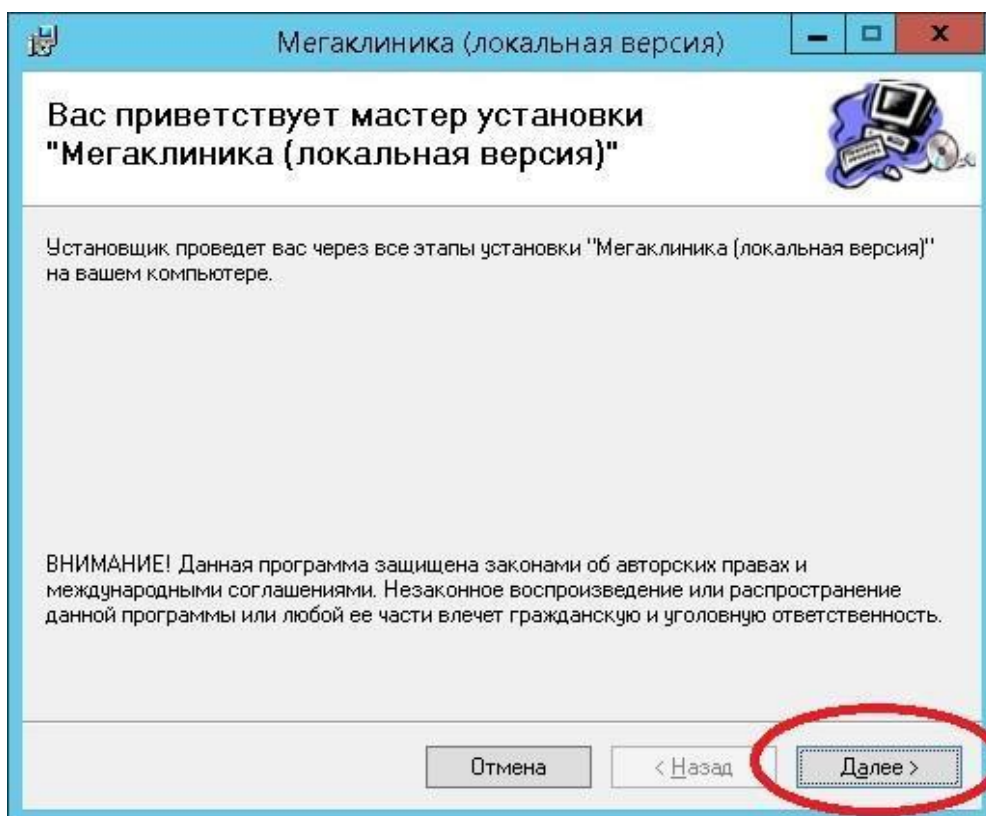 Мегаклиника (локальная версия)
Вас приветствует мастер установки
"Мегаклиника (локальная версия)"
Установщик проведет вас через все этапы установки "Мегаклиника (локальная версия)"
на вашем компьютере.
ВНИМАНИЕ! Данная программа защищена законами об авторских правах и
международными соглашениями. Незаконное воспроизведение или распространение
данной программы или любой ее части влечет гражданскую и уголовную ответственность.
Отмена
< Назад
Далее >